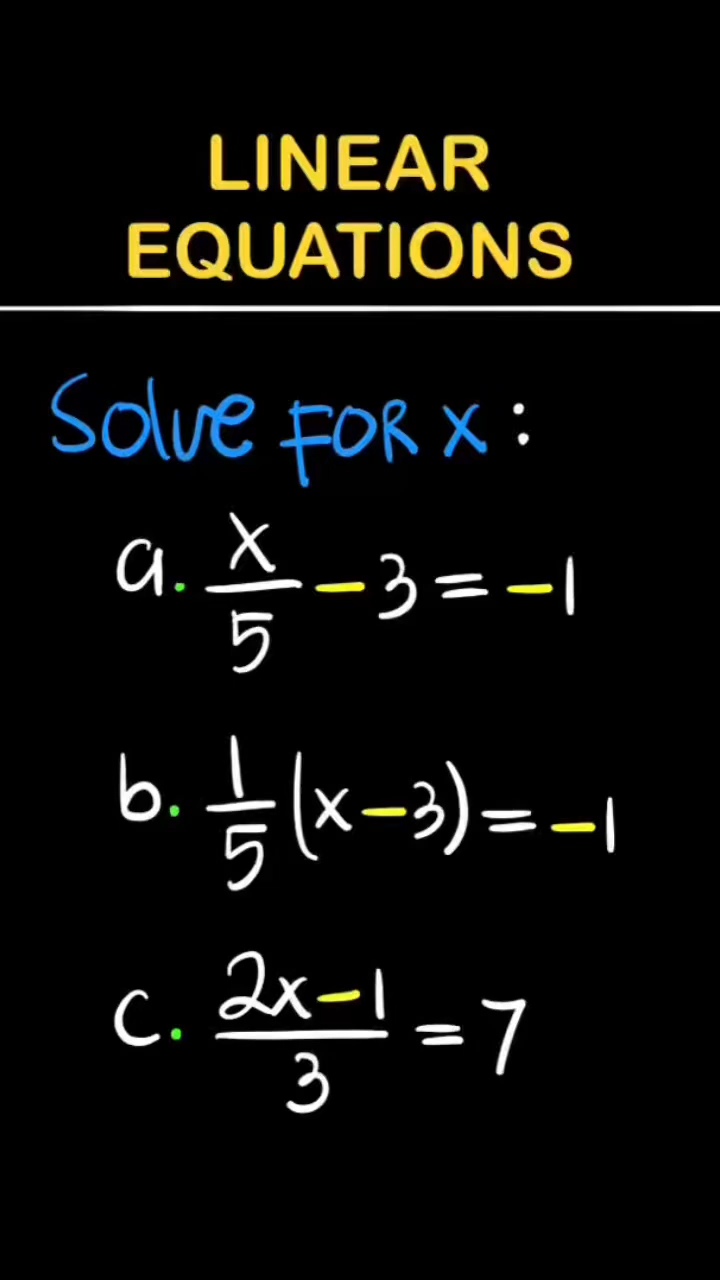 LINEAR
EQUATIONS
Solve FOR x :
a. x/5 - 3 = -1
b. 1/5 (x - 3) = -1
c. 2x - 1/3 = 7